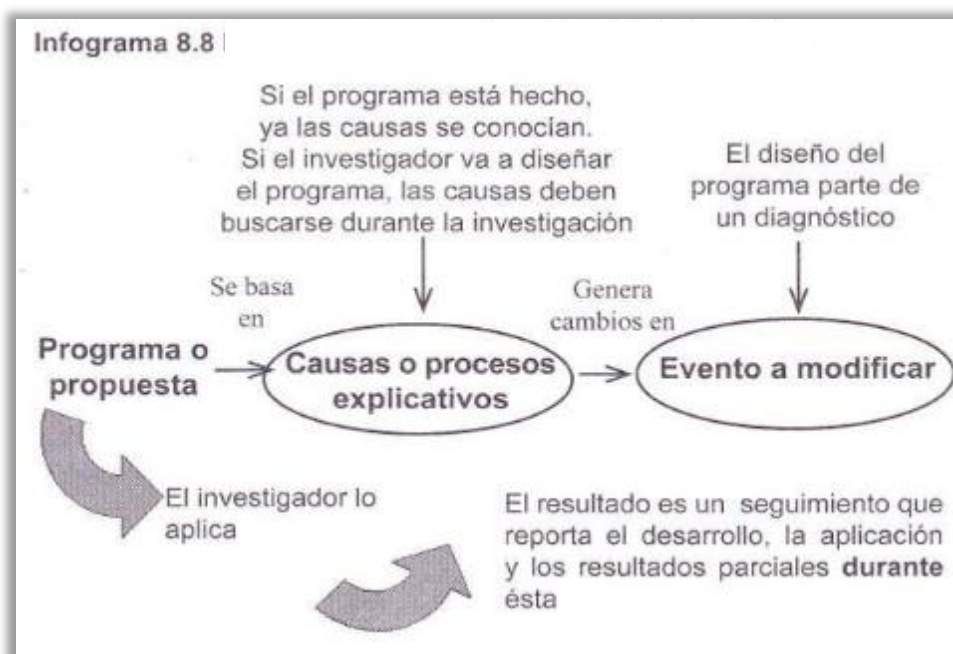 Infograma 8.8
Si el programa está hecho,
ya las causas se conocían.
Si el investigador va a diseñar
el programa, las causas deben
buscarse durante la investigación
El diseño del
programa parte de
un diagnóstico
Se basa
en
Genera
cambios en
Programa o
propuesta
Causas o procesos
explicativos
Evento a modificar
El investigador lo
aplica
El resultado es un seguimiento que
reporta el desarrollo, la aplicación
y los resultados parciales durante
ésta